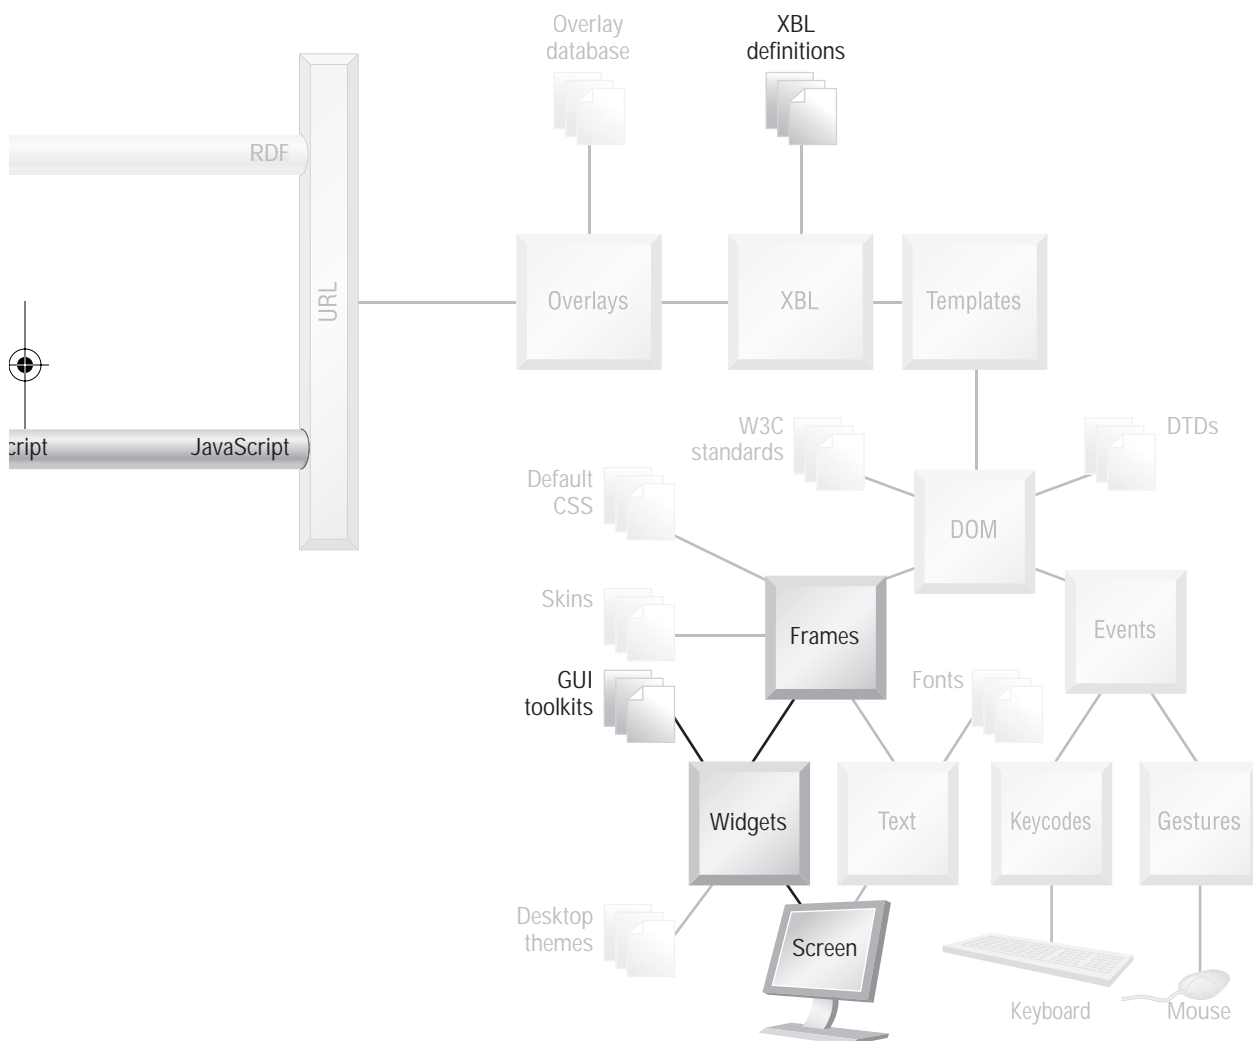 Overlay
database
XBL
definitions
RDF
URL
Overlays
XBL
Templates
W3C
standards
DTDs
cript
JavaScript
Default
CSS
DOM
Skins
Frames
Events
GUI
toolkits
Fonts
Widgets
Text
Keycodes
Gestures
Desktop
themes
Screen
Keyboard
Mouse